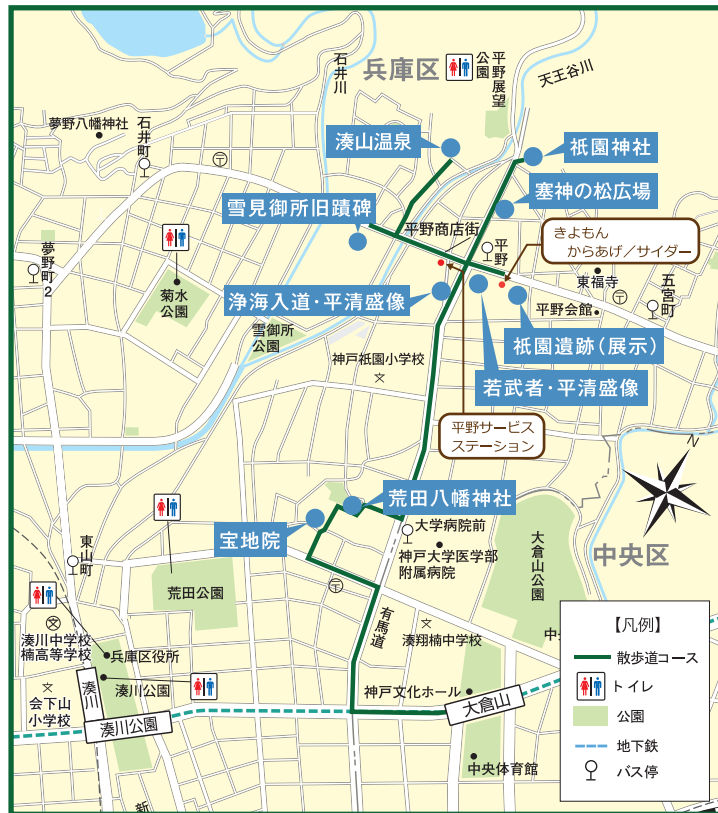 兵庫区
石井川
平野展望
公園
天王谷川
夢野八幡神社
石井町
湊山温泉
祇園神社
雪見御所旧蹟碑
塞神の松広場
平野商店街
平野
きよもん
からあげ／サイダー
夢野町2
菊水
公園
東福寺
五宮町
浄海入道・平清盛像
平野会館
雪御所
公園
祇園遺跡（展示）
神戸祇園小学校
若武者・平清盛像
平野サービス
ステーション
N
荒田八幡神社
宝地院
大学病院前
神戸大学医学部
附属病院
大倉山公園
中央区
東山町
荒田公園
有馬道
湊翔楠中学校
中央
湊川中学校
楠高等学校
兵庫区役所
湊川
湊川公園
会下山
小学校
湊川公園
神戸文化ホール
大倉山
中央体育館
新
【凡例】
散歩道コース
トイレ
公園
地下鉄
バス停